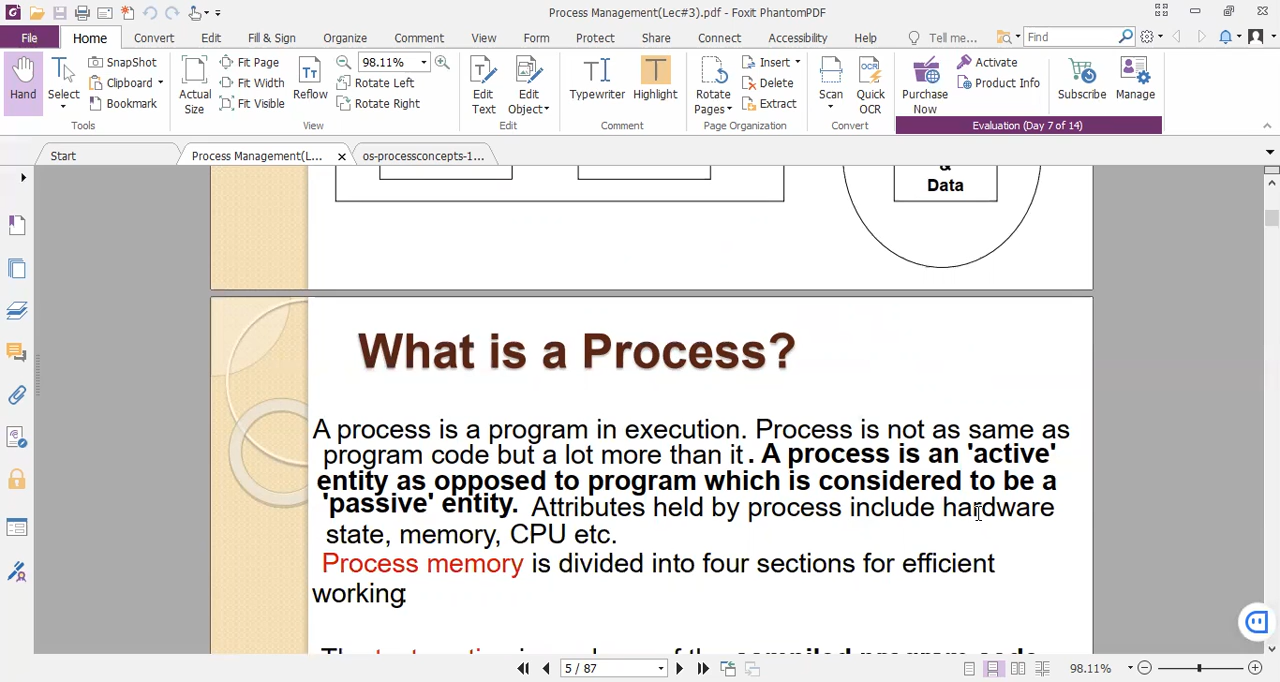 Process Management(Lec#3).pdf - Foxit PhantomPDF
File Home Convert Edit Fill & Sign Organize Comment View Form Protect Share Connect Accessibility Help Tell me... Find
Hand
Select
SnapShot
Clipboard
Bookmark
Tools
Actual Size
Fit Page
Fit Width
Fit Visible
Reflow
98.11%
Rotate Left
Rotate Right
View
Edit Text
Edit Object
Edit
Typewriter
Highlight
Comment
Rotate Pages
Insert
Delete
Extract
Page Organization
Scan
Quick OCR
Convert
Purchase Now
Activate
Product Info
Subscribe
Manage
Evaluation (Day 7 of 14)
Start
Process Management(L...
os-processconcepts-1...
&
Data
What is a Process?
A process is a program in execution. Process is not as same as
program code but a lot more than it. A process is an 'active'
entity as opposed to program which is considered to be a
'passive' entity. Attributes held by process include hardware
state, memory, CPU etc.
Process memory is divided into four sections for efficient
working:
5 / 87
98.11%